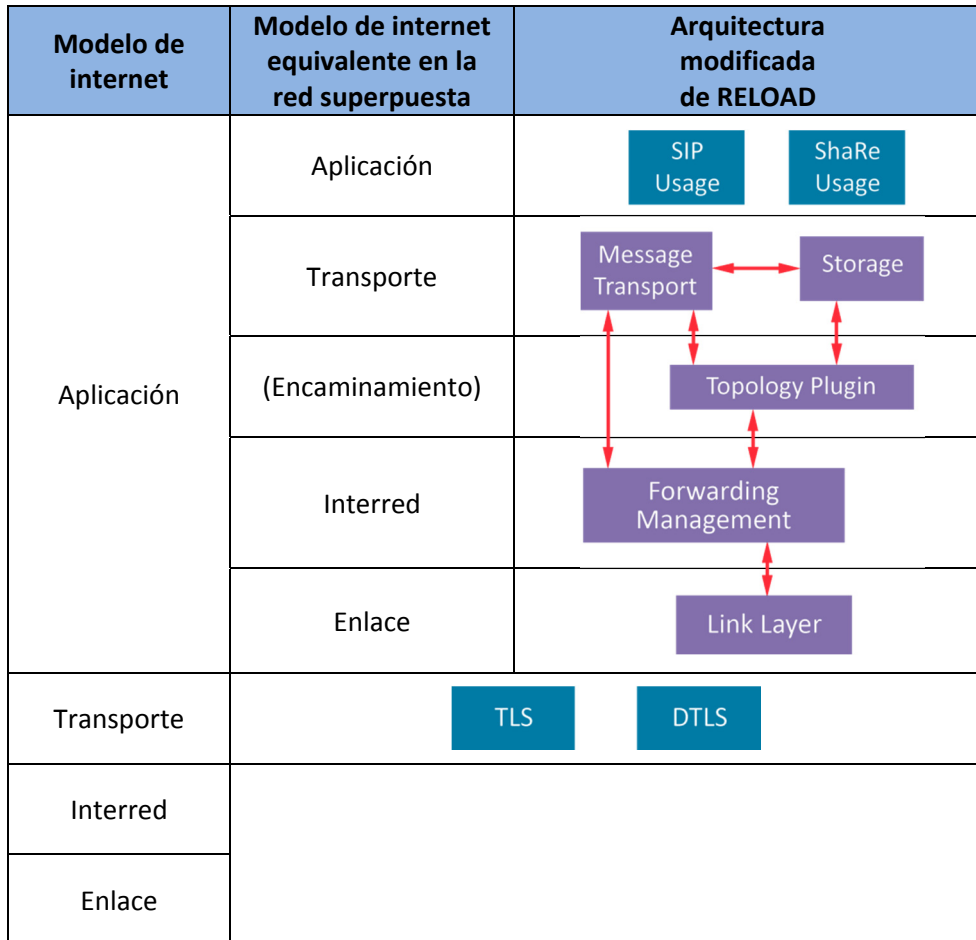 Modelo de
internet
Modelo de internet
equivalente en la
red superpuesta
Arquitectura
modificada
de RELOAD
Aplicación
Aplicación
SIP
Usage
ShaRe
Usage
Transporte
Message
Transport
Storage
(Encaminamiento)
Topology Plugin
Interred
Forwarding
Management
Enlace
Link Layer
Transporte
TLS
DTLS
Interred
Enlace